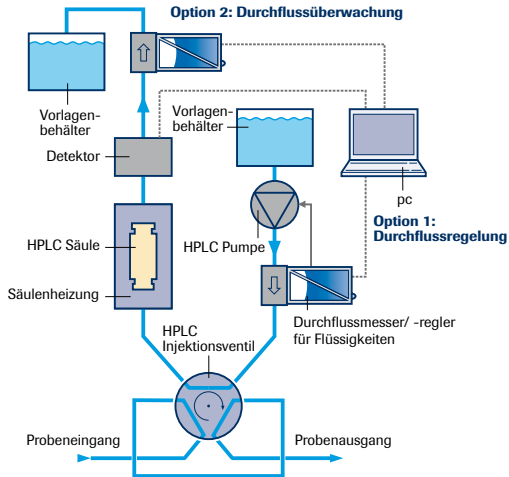 Option 2: Durchflussüberwachung
Vorlagen-
behälter
Vorlagen-
behälter
Detektor
pc
Option 1:
Durchflussregelung
HPLC Säule
HPLC Pumpe
Säulenheizung
Durchflussmesser/ -regler
für Flüssigkeiten
HPLC
Injektionsventil
Probeneingang
Probenausgang